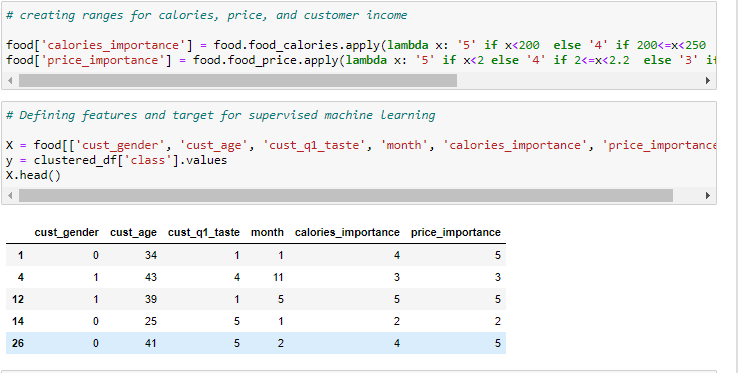 # creating ranges for calories, price, and customer income
food['calories_importance'] = food.food_calories.apply(lambda x: '5' if x<200  else '4' if 200<=x<250
food['price_importance'] = food.food_price.apply(lambda x: '5' if x<2 else '4' if 2<=x<2.2  else '3' if
# Defining features and target for supervised machine learning
X = food[['cust_gender', 'cust_age', 'cust_q1_taste', 'month', 'calories_importance', 'price_importance
y = clustered_df['class'].values
X.head()
cust_gender cust_age cust_q1_taste month calories_importance price_importance
1 0 34 1 1 4 5
4 1 43 4 11 3 3
12 1 39 1 5 5 5
14 0 25 5 1 2 2
26 0 41 5 2 4 5